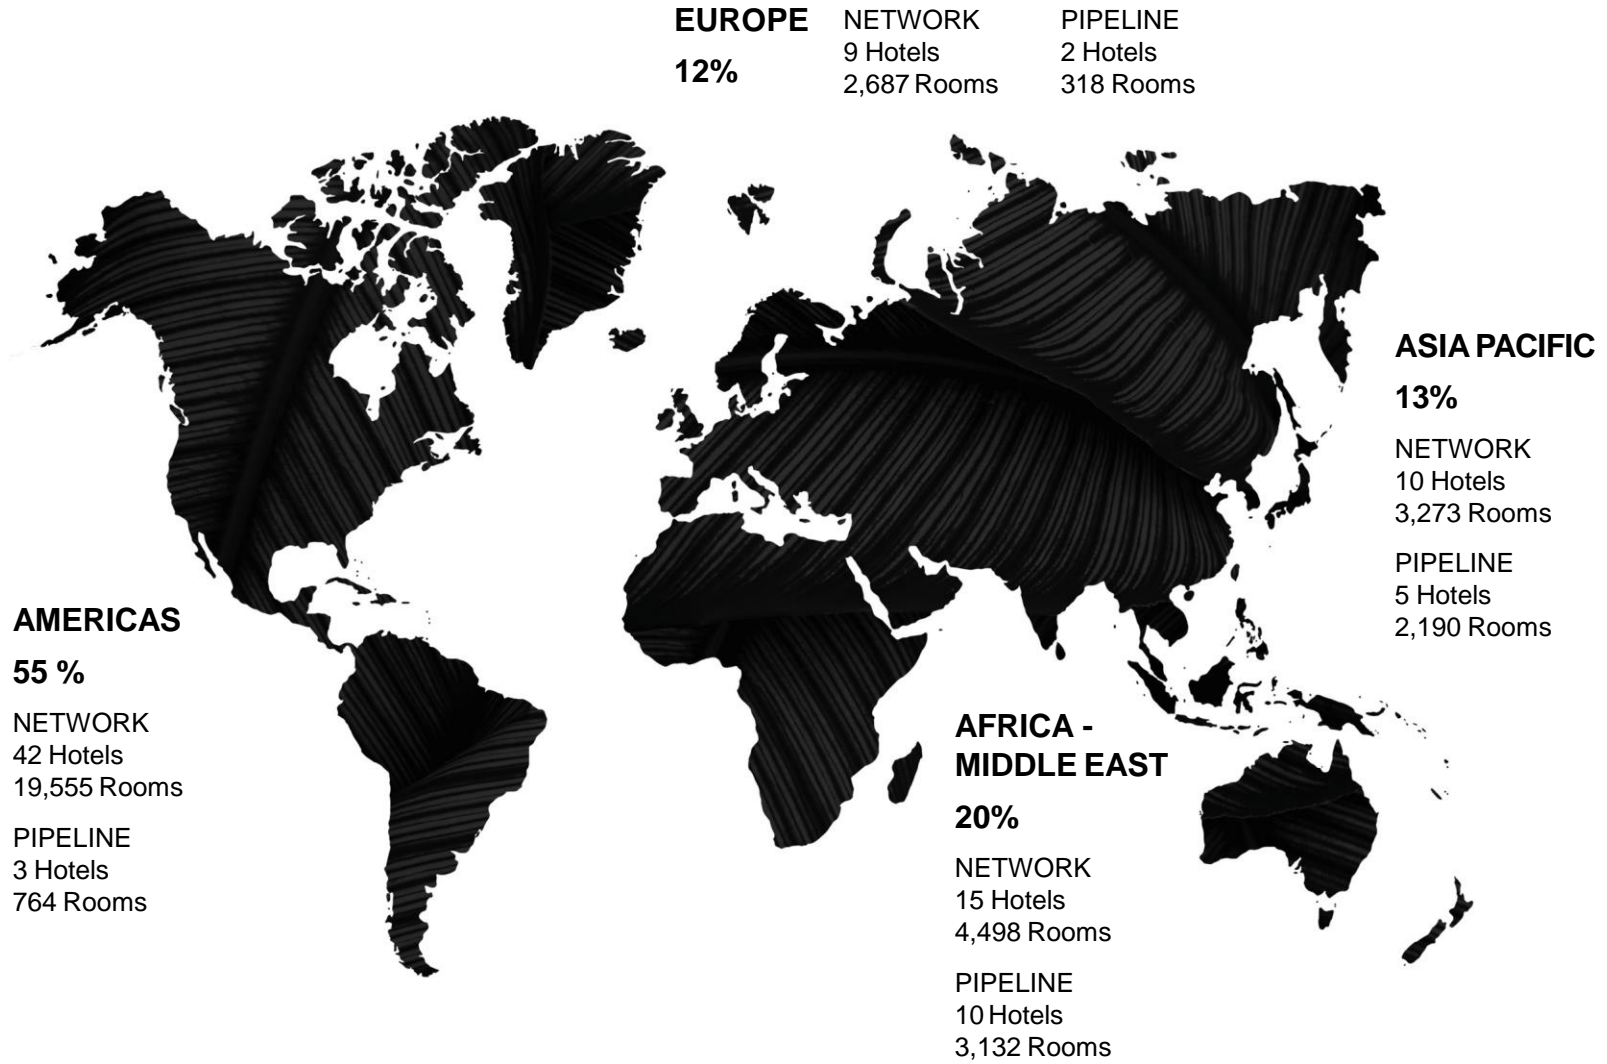 EUROPE
12%
NETWORK
9 Hotels
2,687 Rooms
PIPELINE
2 Hotels
318 Rooms
ASIA PACIFIC
13%
NETWORK
10 Hotels
3,273 Rooms
PIPELINE
5 Hotels
2,190 Rooms
AMERICAS
55 %
NETWORK
42 Hotels
19,555 Rooms
PIPELINE
3 Hotels
764 Rooms
AFRICA -
MIDDLE EAST
20%
NETWORK
15 Hotels
4,498 Rooms
PIPELINE
10 Hotels
3,132 Rooms